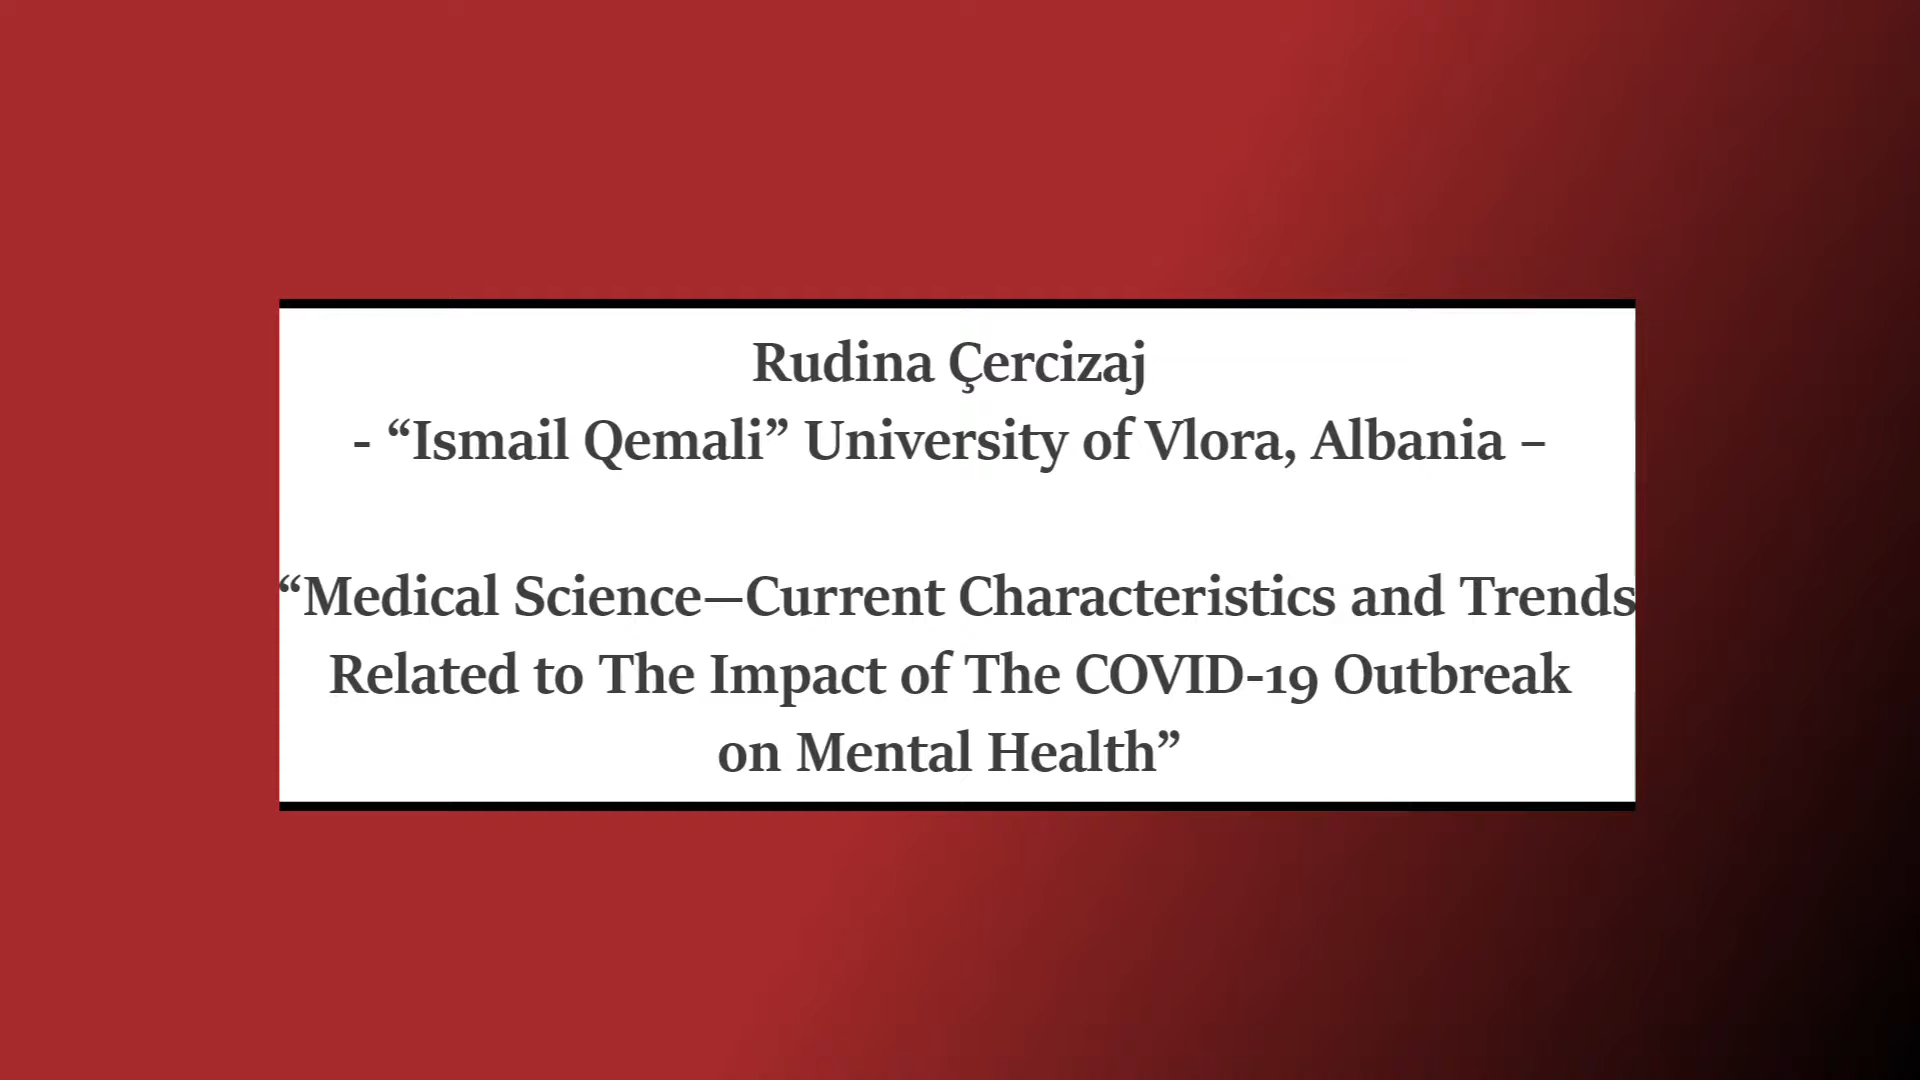 Rudina Çercizaj
- “Ismail Qemali” University of Vlora, Albania –
“Medical Science—Current Characteristics and Trends
Related to The Impact of The COVID-19 Outbreak
on Mental Health”